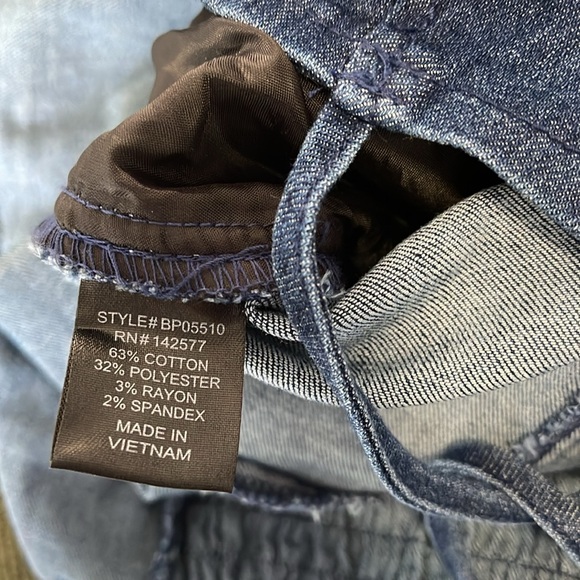 STYLE# BP05510
RN# 142577
63% COTTON
32% POLYESTER
3% RAYON
2% SPANDEX
MADE IN
VIETNAM